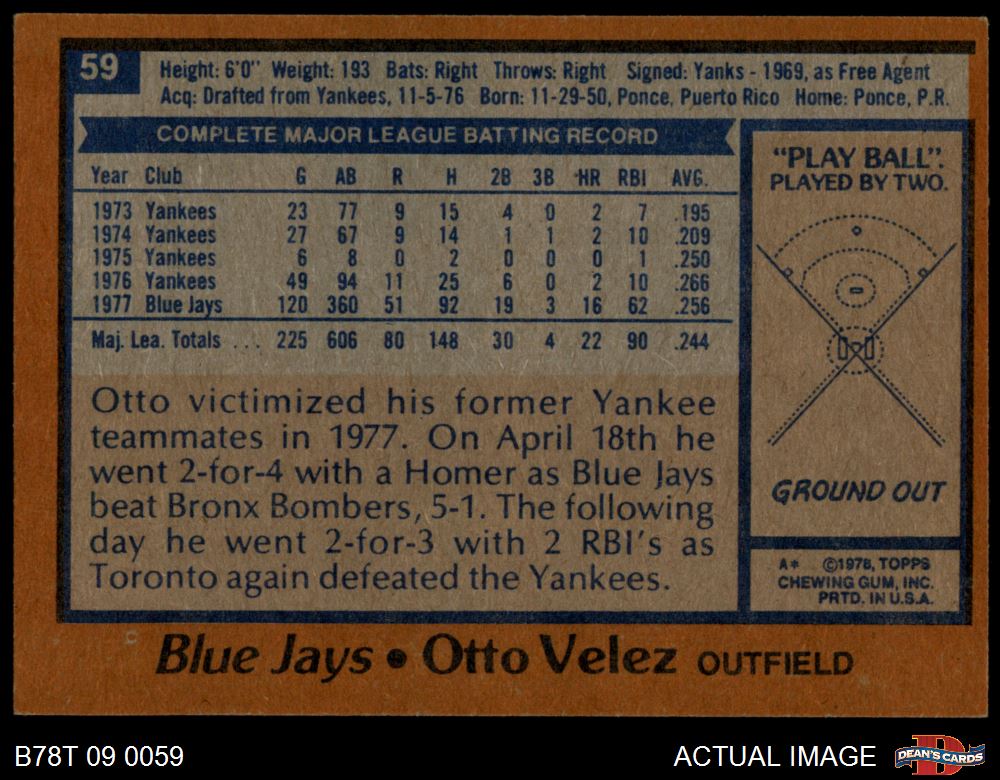 59
Height: 6'0" Weight: 193 Bats: Right Throws: Right Signed: Yanks - 1969, as Free Agent
Acq: Drafted from Yankees, 11-5-76 Born: 11-29-50, Ponce, Puerto Rico Home: Ponce, P.R.
COMPLETE MAJOR LEAGUE BATTING RECORD
Year Club G AB R H 2B 3B HR RBI AVG.
1973 Yankees 23 77 9 15 4 0 2 7 .195
1974 Yankees 27 67 9 14 1 1 2 10 .209
1975 Yankees 6 8 0 2 0 0 0 1 .250
1976 Yankees 49 94 11 25 6 0 2 10 .266
1977 Blue Jays 120 360 51 92 19 3 16 62 .256
Maj. Lea. Totals ... 225 606 80 148 30 4 22 90 .244
Otto victimized his former Yankee
teammates in 1977. On April 18th he
went 2-for-4 with a Homer as Blue Jays
beat Bronx Bombers, 5-1. The following
day he went 2-for-3 with 2 RBI's as
Toronto again defeated the Yankees.
"PLAY BALL".
PLAYED BY TWO.
GROUND OUT
A* ©1978, TOPPS
CHEWING GUM, INC.
PRTD. IN U.S.A.
Blue Jays • Otto Velez OUTFIELD
B78T 09 0059
ACTUAL IMAGE
DEAN'S CARDS